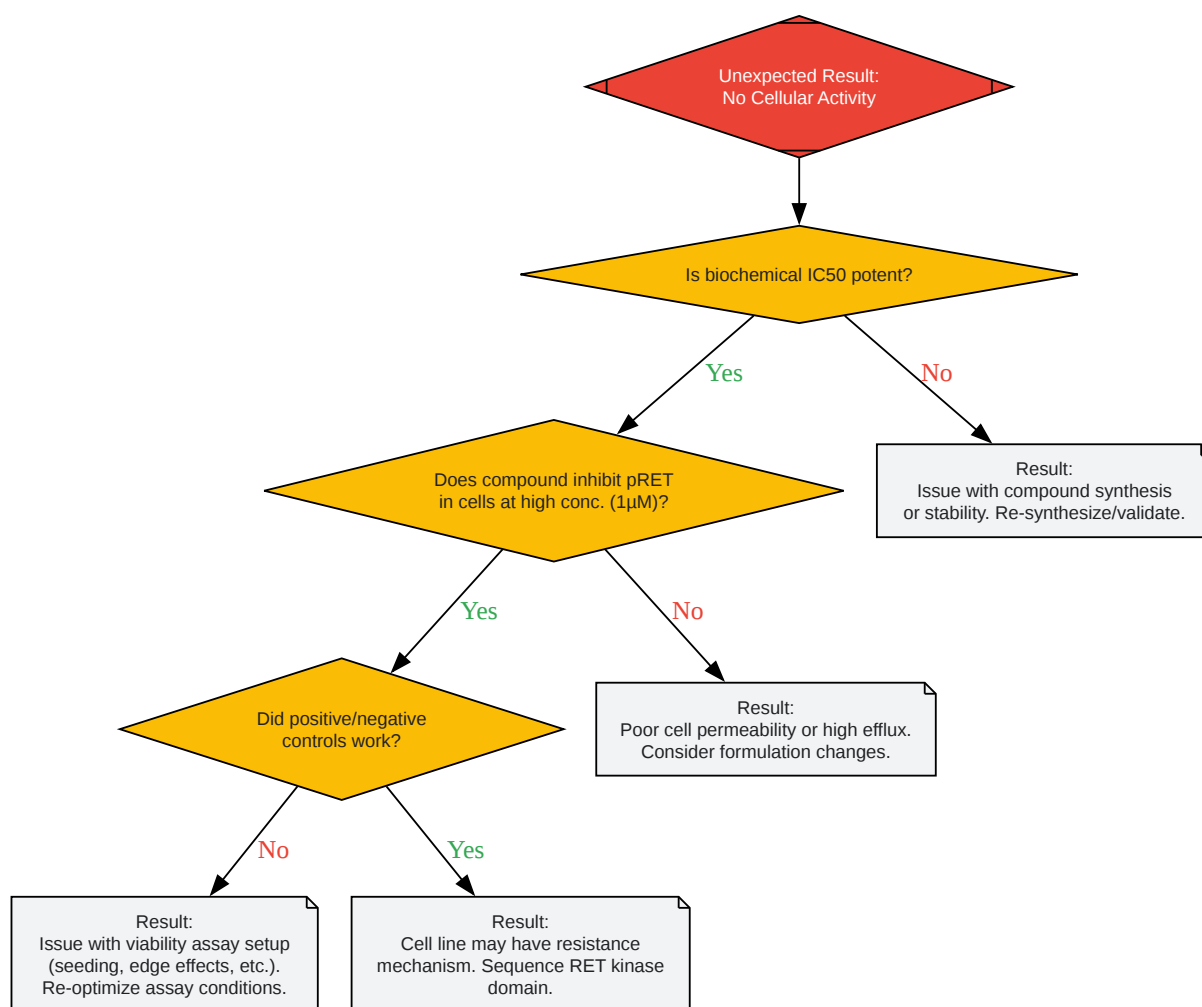 Unexpected Result:
No Cellular Activity
Is biochemical IC50 potent?
Yes
No
Does compound inhibit pRET
in cells at high conc. (1µM)?
Result:
Issue with compound synthesis
or stability. Re-synthesize/validate.
Yes
No
Did positive/negative
controls work?
Result:
Poor cell permeability or high efflux.
Consider formulation changes.
No
Yes
Result:
Issue with viability assay setup
(seeding, edge effects, etc.).
Re-optimize assay conditions.
Result:
Cell line may have resistance
mechanism. Sequence RET kinase
domain.